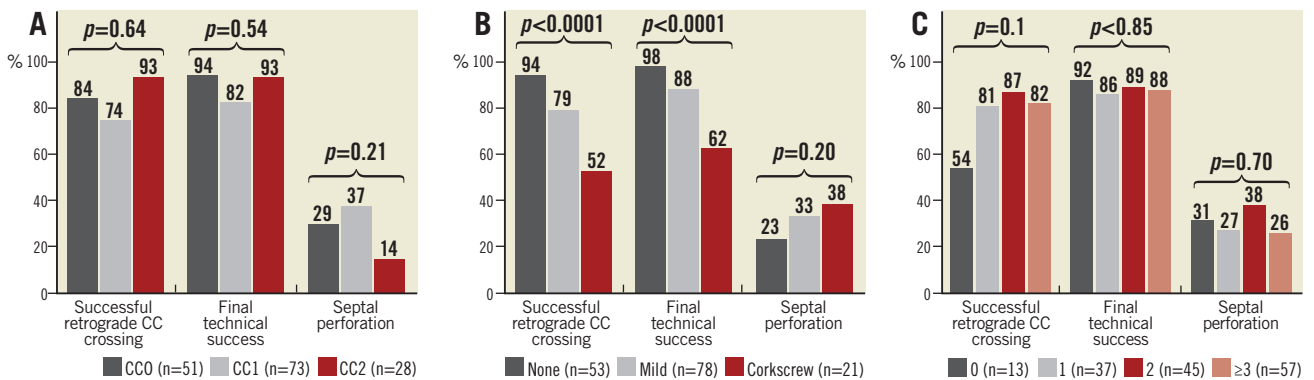 A
p=0.64
p=0.54
% 100
84
74
93
94
82
93
80
60
p=0.21
40
29
37
14
20
0
Successful
retrograde CC
crossing
Final
technical
success
Septal
perforation
CC0 (n=51) CC1 (n=73) CC2 (n=28)
B
p<0.0001
p<0.0001
% 100
94
79
52
98
88
62
80
60
p=0.20
40
23
33
38
20
0
Successful
retrograde CC
crossing
Final
technical
success
Septal
perforation
None (n=53) Mild (n=78) Corkscrew (n=21)
C
p=0.1
p<0.85
% 100
54
81
87
82
92
86
89
88
80
60
p=0.70
40
31
27
38
26
20
0
Successful
retrograde CC
crossing
Final
technical
success
Septal
perforation
0 (n=13) 1 (n=37) 2 (n=45) ≥3 (n=57)